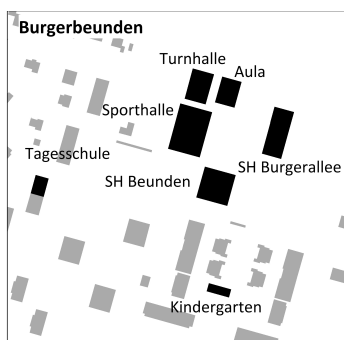 Burgerbeunden
Turnhalle
Aula
Sporthalle
Tagesschule
SH Burgerallee
SH Beunden
Kindergarten